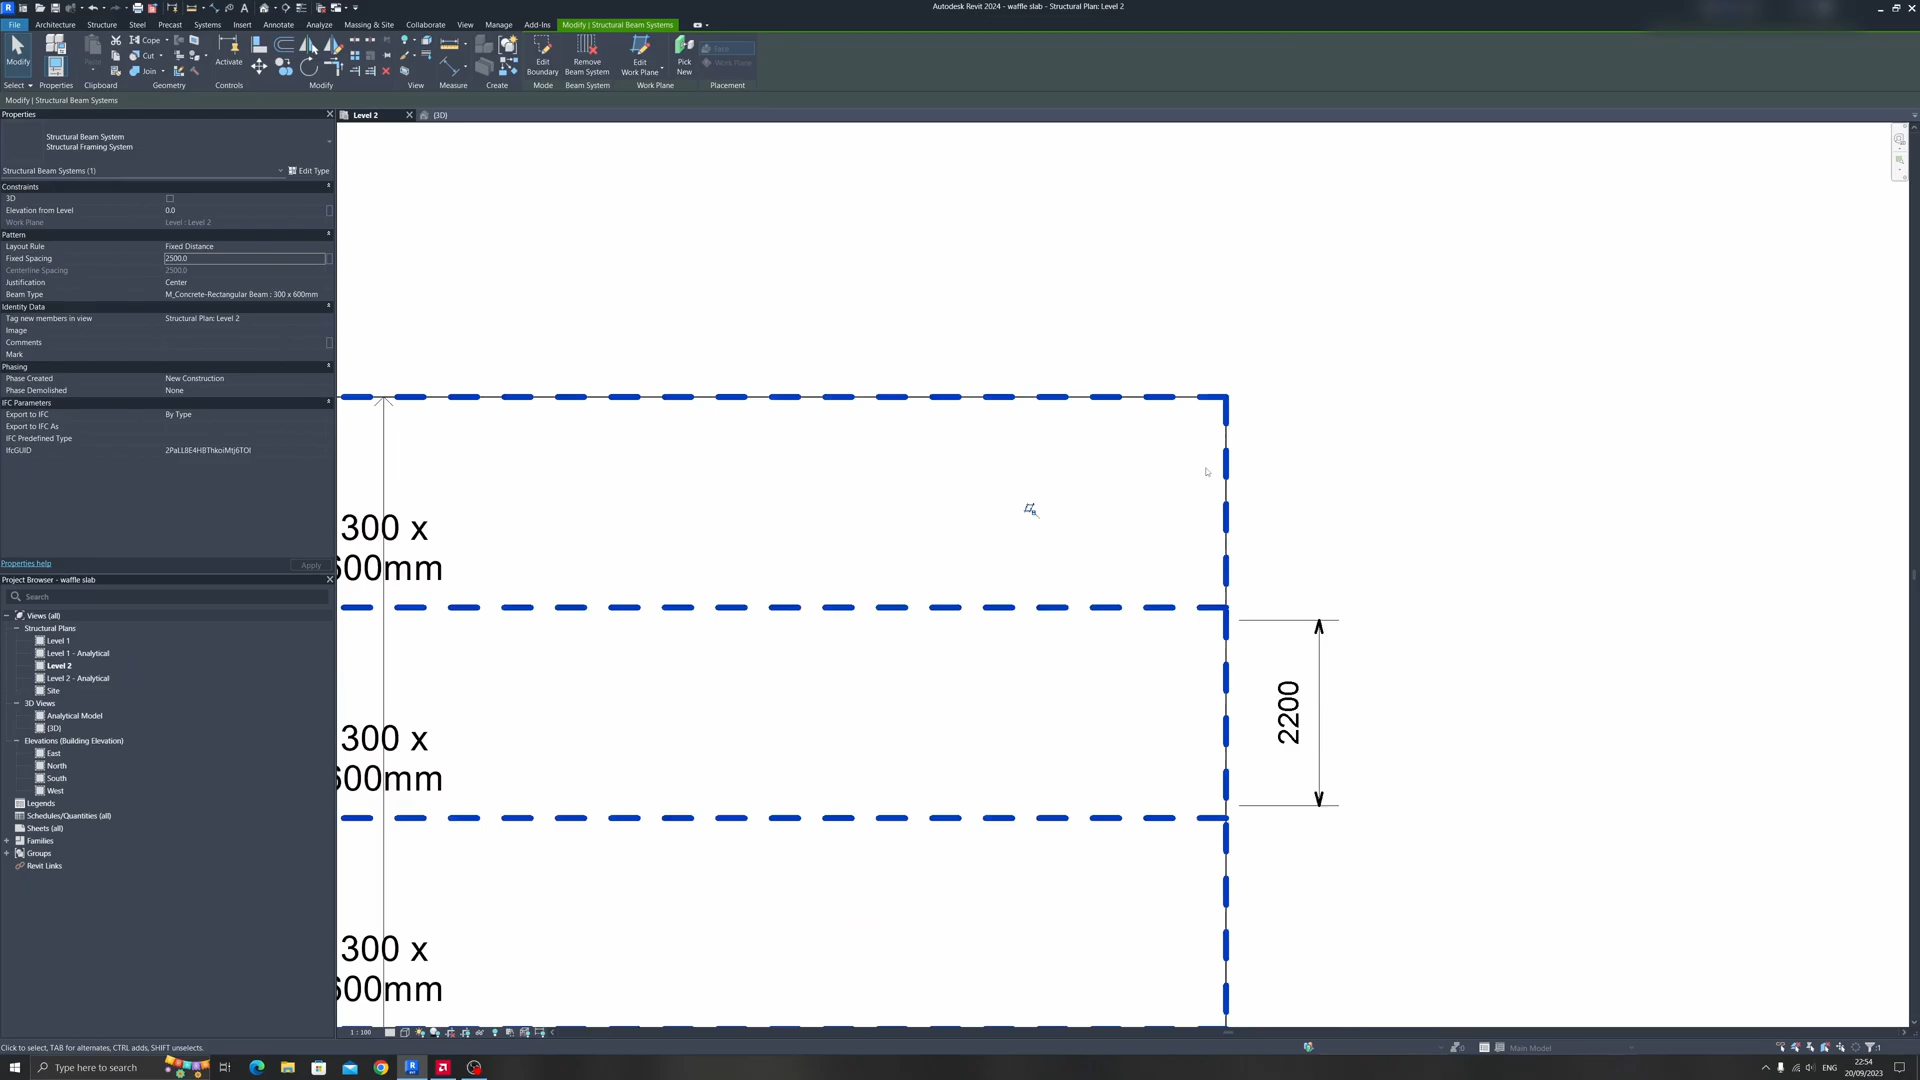 Autodesk Revit 2024 - waffle slab - Structural Plan: Level 2
File Architecture Structure Steel Precast Systems Insert Annotate Analyze Massing & Site Collaborate View Manage Add-Ins Modify | Structural Beam Systems
Modify
Cope
Cut
Join
Activate
Edit Boundary
Remove Beam System
Edit Work Plane
Pick New
Face
Work Plane
Select Properties Clipboard Geometry Controls Modify View Measure Create Mode Beam System Work Plane Placement
Modify | Structural Beam Systems
Properties
Level 2
{3D}
Structural Beam System
Structural Framing System
Structural Beam Systems (1)
Edit Type
Constraints
3D
Elevation from Level 0.0
Work Plane Level : Level 2
Pattern
Layout Rule Fixed Distance
Fixed Spacing 2500.0
Centerline Spacing 2500.0
Justification Center
Beam Type M_Concrete-Rectangular Beam : 300 x 600mm
Identity Data
Tag new members in view Structural Plan: Level 2
Image
Comments
Mark
Phasing
Phase Created New Construction
Phase Demolished None
IFC Parameters
Export to IFC By Type
Export to IFC As
IFC Predefined Type
IfcGUID
Properties help
Apply
Project Browser - waffle slab
Search
Views (all)
Structural Plans
Level 1
Level 1 - Analytical
Level 2
Level 2 - Analytical
Site
3D Views
Analytical Model
{3D}
Elevations (Building Elevation)
East
North
South
West
Legends
Schedules/Quantities (all)
Sheets (all)
Families
Groups
Revit Links
300 x
600mm
300 x
600mm
300 x
600mm
2200
1 : 100
Click to select, TAB for alternates, CTRL adds, SHIFT unselects.
:0
Main Model
:1
Type here to search
ENG
22:54
20/09/2023